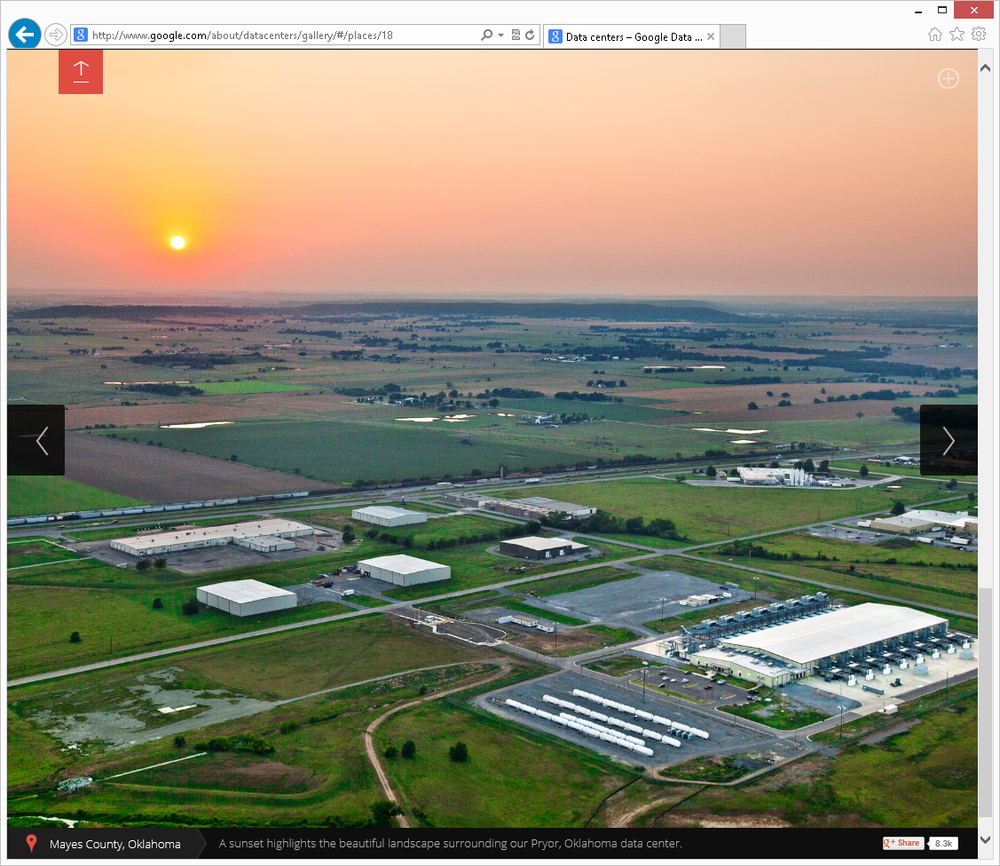 http://www.google.com/about/datacenters/gallery/#/places/18
Data centers – Google Data ...
Mayes County, Oklahoma
A sunset highlights the beautiful landscape surrounding our Pryor, Oklahoma data center.
g+ Share
8.3k